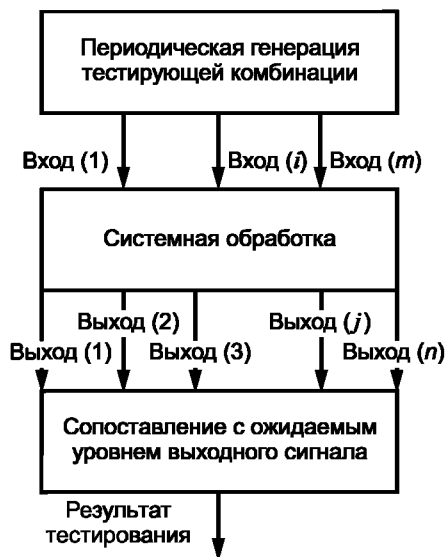 Периодическая генерация
тестирующей комбинации
Вход (1) Вход (i) Вход (m)
Системная обработка
Выход (2) Выход (j)
Выход (1) Выход (3) Выход (n)
Сопоставление с ожидаемым
уровнем выходного сигнала
Результат
тестирования